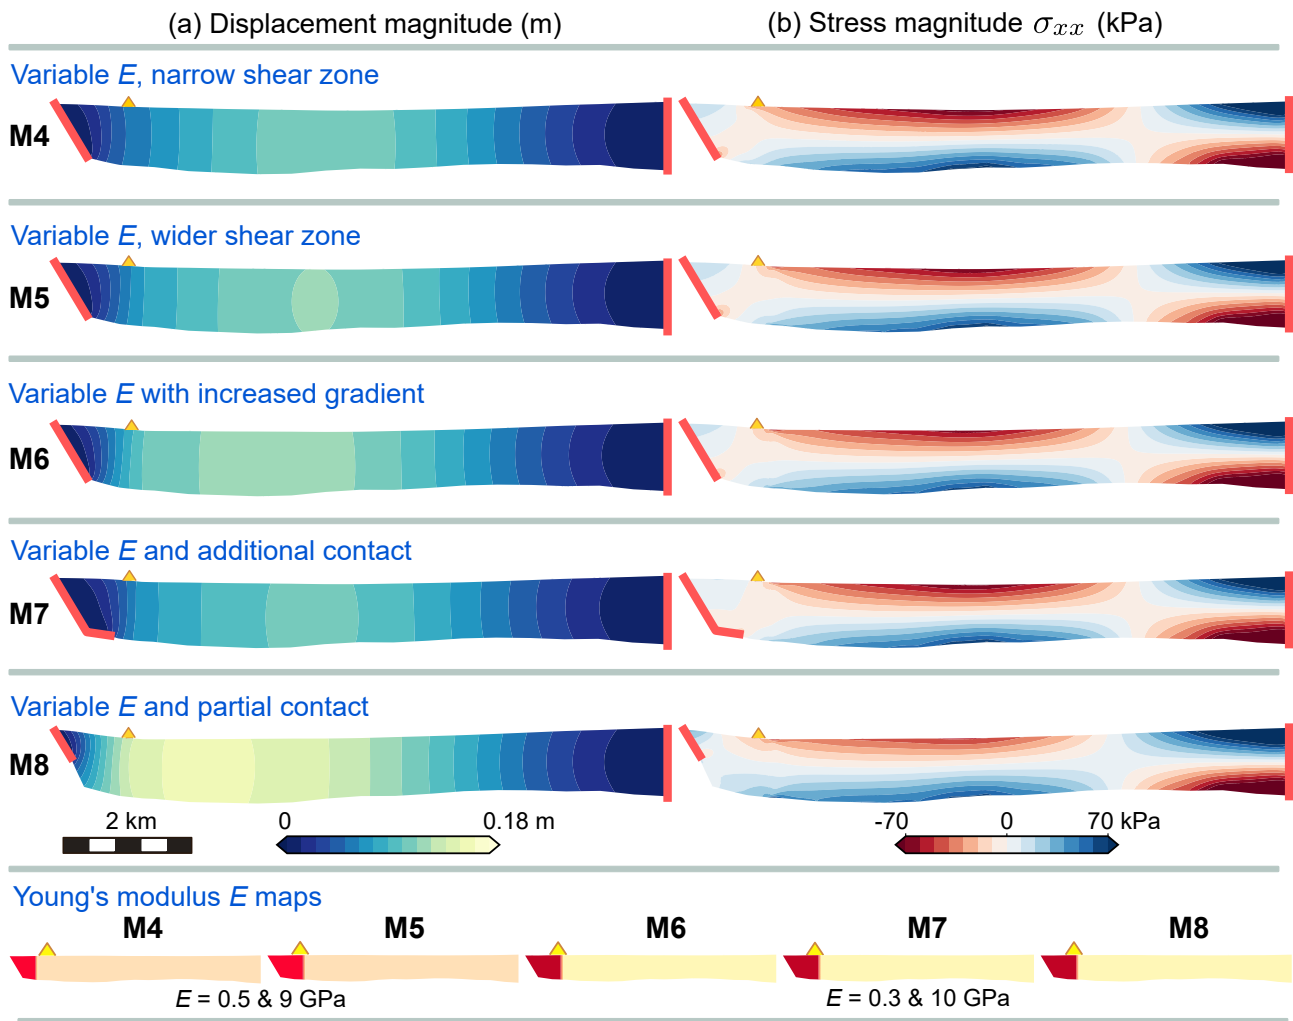 (a) Displacement magnitude (m)
(b) Stress magnitude σxx (kPa)
Variable E, narrow shear zone
M4
Variable E, wider shear zone
M5
Variable E with increased gradient
M6
Variable E and additional contact
M7
Variable E and partial contact
M8
2 km
0
0.18 m
-70
0
70 kPa
Young's modulus E maps
M4
M5
M6
M7
M8
E = 0.5 & 9 GPa
E = 0.3 & 10 GPa